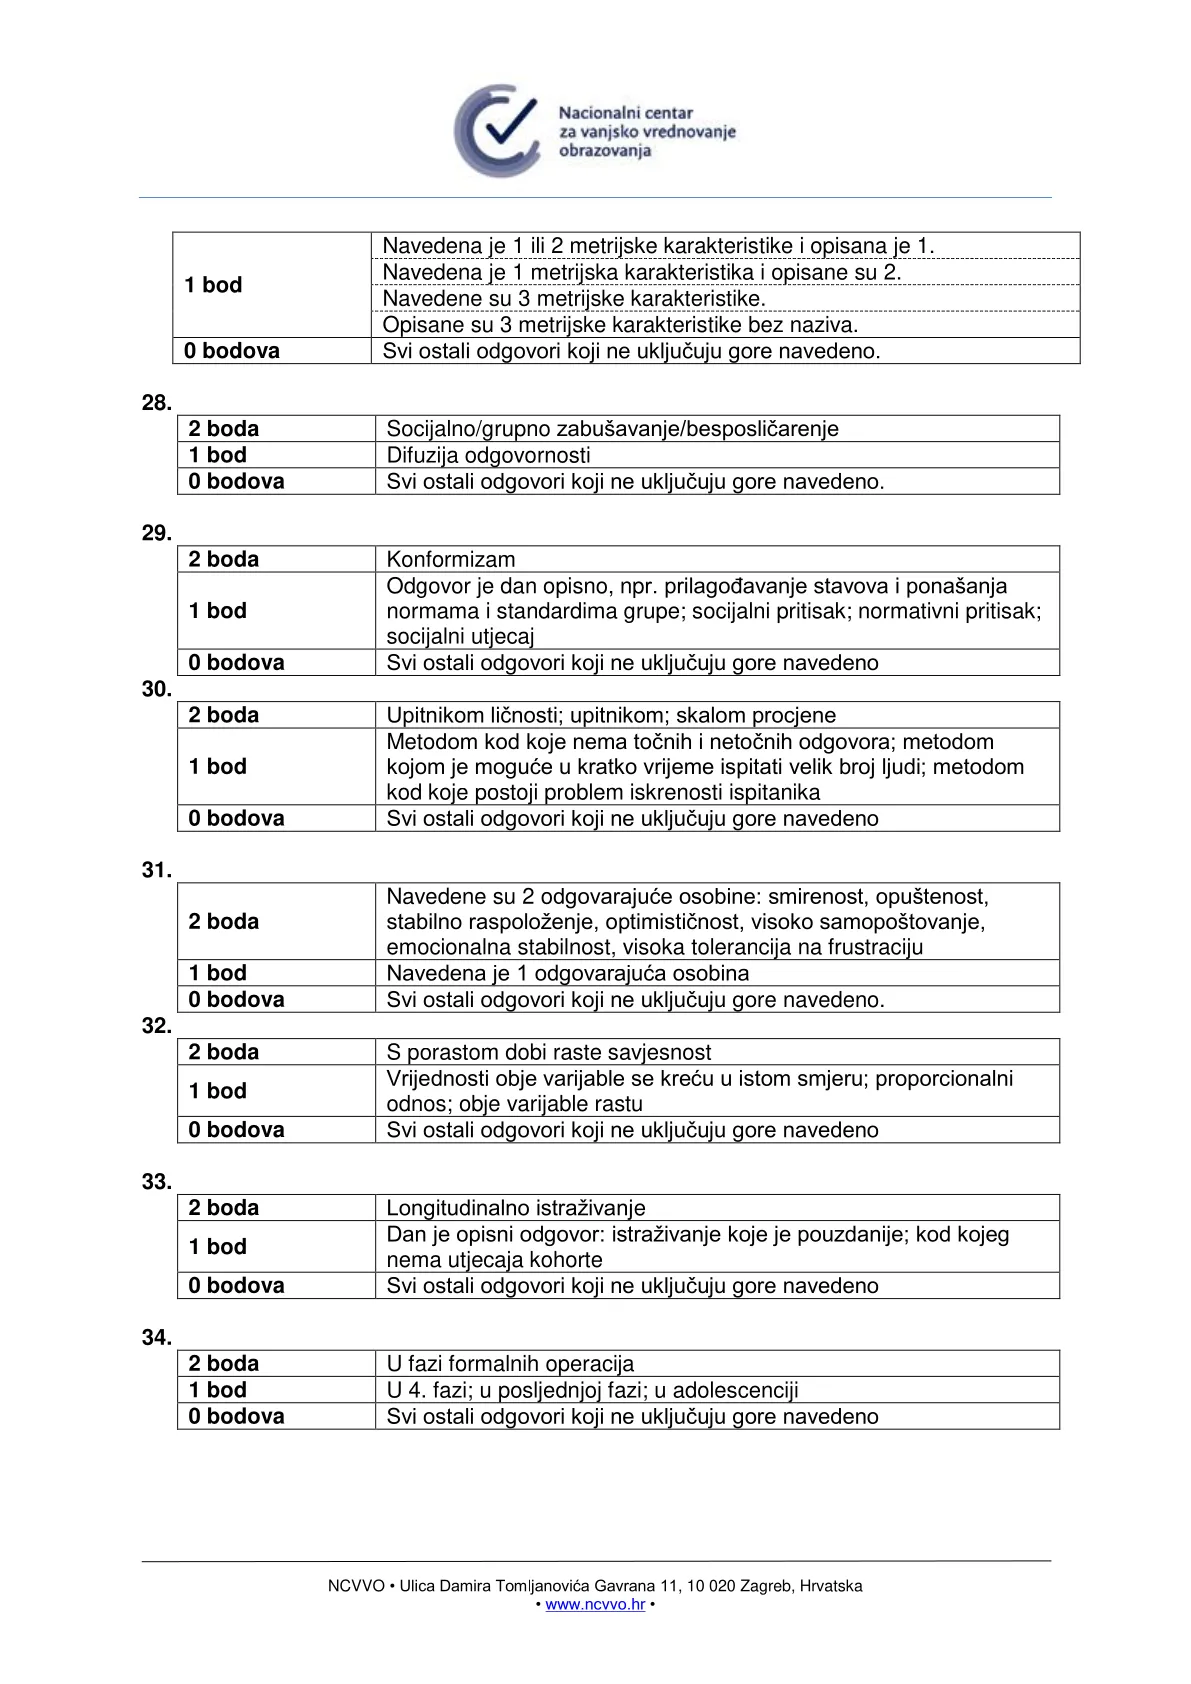 Nacionalni centar
za vanjsko vrednovanje
obrazovanja
1 bod
Navedena je 1 ili 2 metrijske karakteristike i opisana je 1.
Navedena je 1 metrijska karakteristika i opisane su 2.
Navedene su 3 metrijske karakteristike.
Opisane su 3 metrijske karakteristike bez naziva.
0 bodova Svi ostali odgovori koji ne uključuju gore navedeno.
28.
2 boda Socijalno/grupno zabušavanje/besposličarenje
1 bod Difuzija odgovornosti
0 bodova Svi ostali odgovori koji ne uključuju gore navedeno.
29.
2 boda Konformizam
1 bod
Odgovor je dan opisno, npr. prilagođavanje stavova i ponašanja
normama i standardima grupe; socijalni pritisak; normativni pritisak;
socijalni utjecaj
0 bodova Svi ostali odgovori koji ne uključuju gore navedeno
30.
2 boda Upitnikom ličnosti; upitnikom; skalom procjene
1 bod
Metodom kod koje nema točnih i netočnih odgovora; metodom
kojom je moguće u kratko vrijeme ispitati velik broj ljudi; metodom
kod koje postoji problem iskrenosti ispitanika
0 bodova Svi ostali odgovori koji ne uključuju gore navedeno
31.
2 boda
Navedene su 2 odgovarajuće osobine: smirenost, opuštenost,
stabilno raspoloženje, optimističnost, visoko samopoštovanje,
emocionalna stabilnost, visoka tolerancija na frustraciju
1 bod Navedena je 1 odgovarajuća osobina
0 bodova Svi ostali odgovori koji ne uključuju gore navedeno.
32.
2 boda S porastom dobi raste savjesnost
1 bod
Vrijednosti obje varijable se kreću u istom smjeru; proporcionalni
odnos; obje varijable rastu
0 bodova Svi ostali odgovori koji ne uključuju gore navedeno
33.
2 boda Longitudinalno istraživanje
1 bod
Dan je opisni odgovor: istraživanje koje je pouzdanije; kod kojeg
nema utjecaja kohorte
0 bodova Svi ostali odgovori koji ne uključuju gore navedeno
34.
2 boda U fazi formalnih operacija
1 bod U 4. fazi; u posljednjoj fazi; u adolescenciji
0 bodova Svi ostali odgovori koji ne uključuju gore navedeno
NCVVO • Ulica Damira Tomljanovića Gavrana 11, 10 020 Zagreb, Hrvatska
• www.ncvvo.hr •